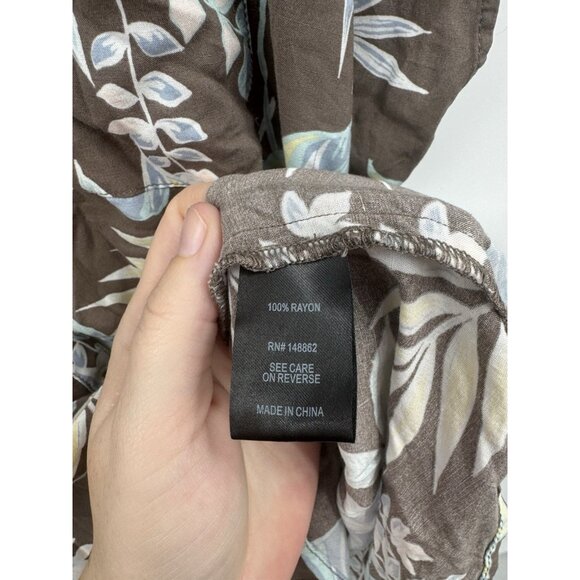 100% RAYON
RN# 148862
SEE CARE
ON REVERSE
MADE IN CHINA